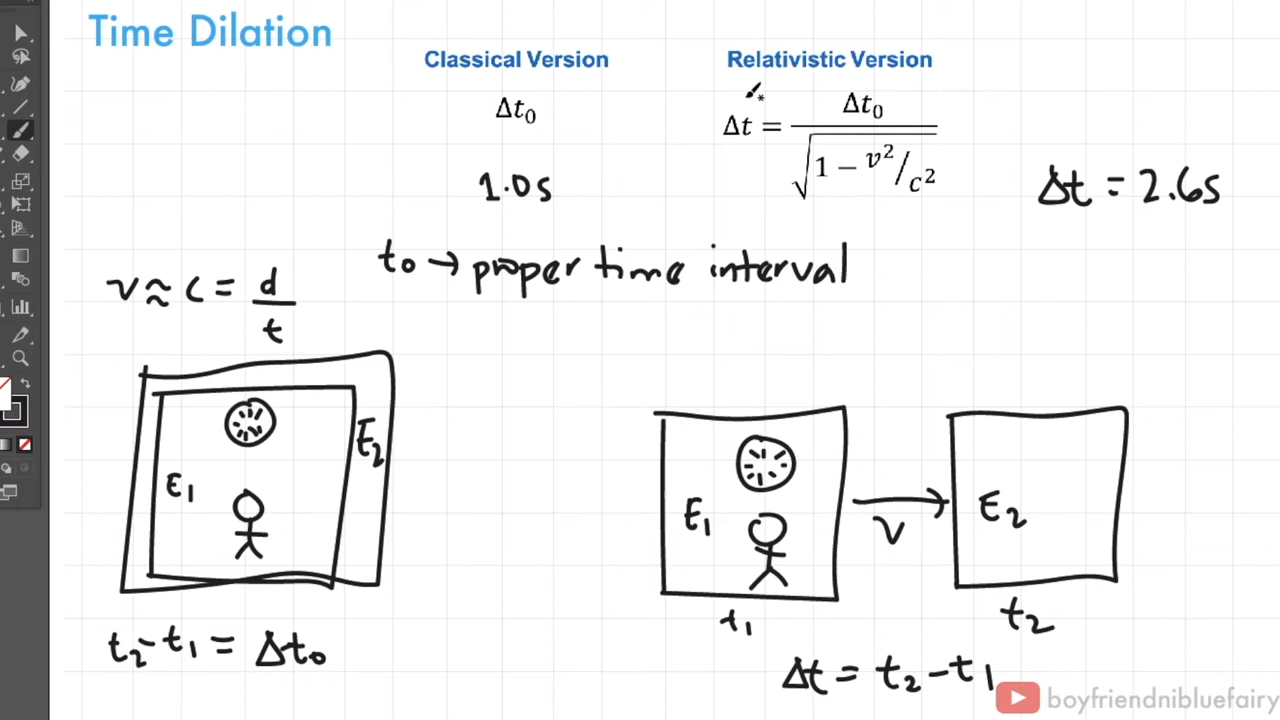 Time Dilation
Classical Version
Relativistic Version
Δt₀
Δt = Δt₀ / √(1 − v²/c²)
1.0s
Δt = 2.6s
t₀ → proper time interval
v ≈ c = d/t
E₁
E₂
t₂ - t₁ = Δt₀
E₁
V
E₂
t₁
t₂
Δt = t₂ - t₁
boyfriendnibluefairy